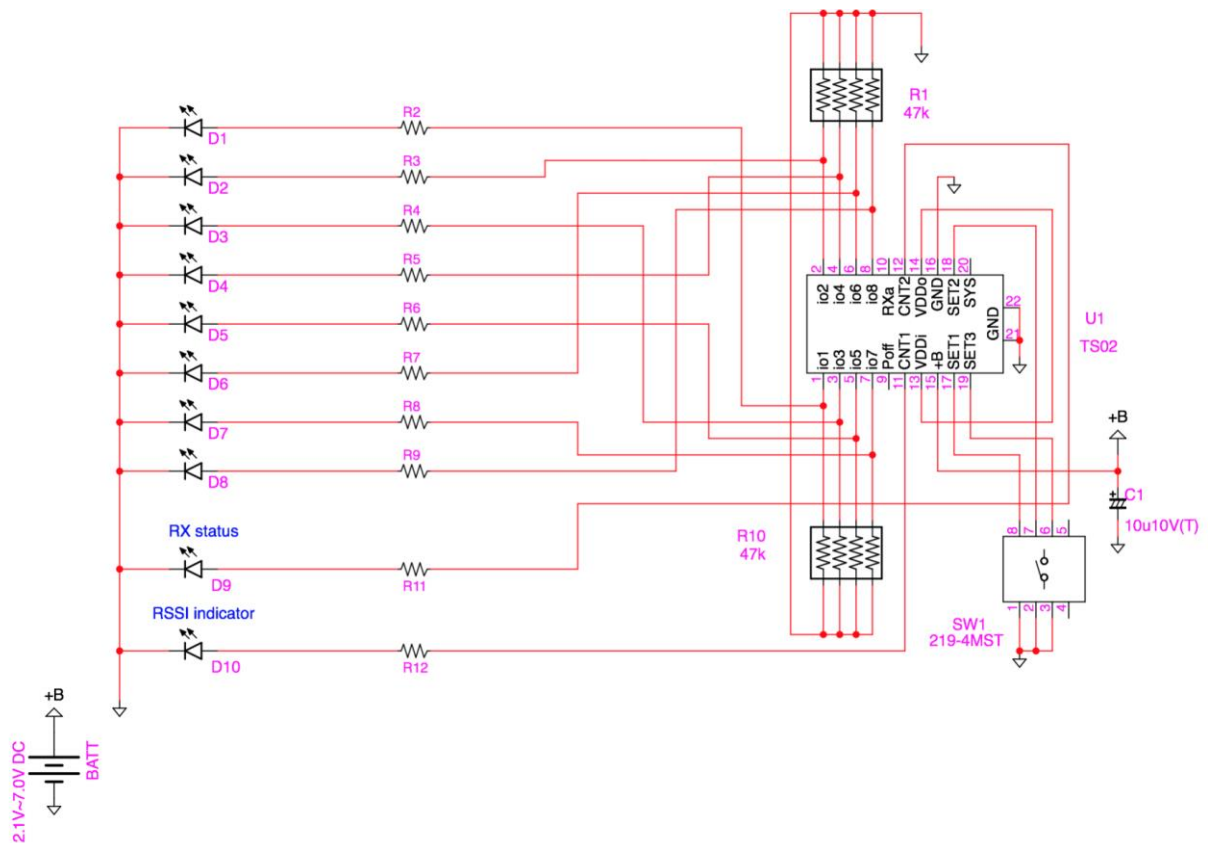 R1
47k
R2
D1
R3
D2
R4
D3
R5
D4
R6
D5
R7
D6
R8
D7
R9
D8
RX status
D9
R11
RSSI indicator
D10
R12
2 4 6 8 10 12 14 16 18 20
io2 io4 io6 io8 RXa CNT2 VDDo GND SET2 SYS
22
GND
21
io1 io3 io5 io7 Poff CNT1 VDDi +B SET1 SET3
1 3 5 7 9 11 13 15 17 19
U1
TS02
+B
C1
+
10u10V(T)
R10
47k
8 7 6 5
1 2 3 4
SW1
219-4MST
+B
BATT
2.1V~7.0V DC